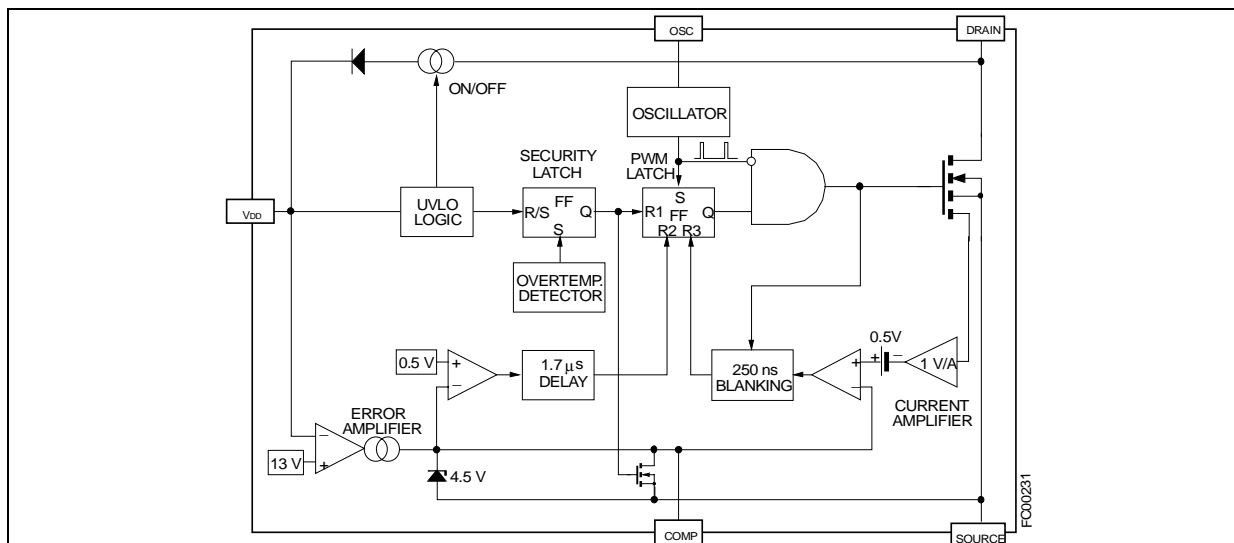 OSC
DRAIN
ON/OFF
OSCILLATOR
SECURITY
LATCH
PWM
LATCH
VDD
UVLO
LOGIC
R/S
FF
Q
S
S
R1
FF
Q
R2 R3
OVERTEMP.
DETECTOR
0.5V
0.5 V
+
−
1.7 μs
DELAY
250 ns
BLANKING
+
−
+
−
1 V/A
CURRENT
AMPLIFIER
ERROR
AMPLIFIER
−
13 V
+
4.5 V
FC00231
COMP
SOURCE